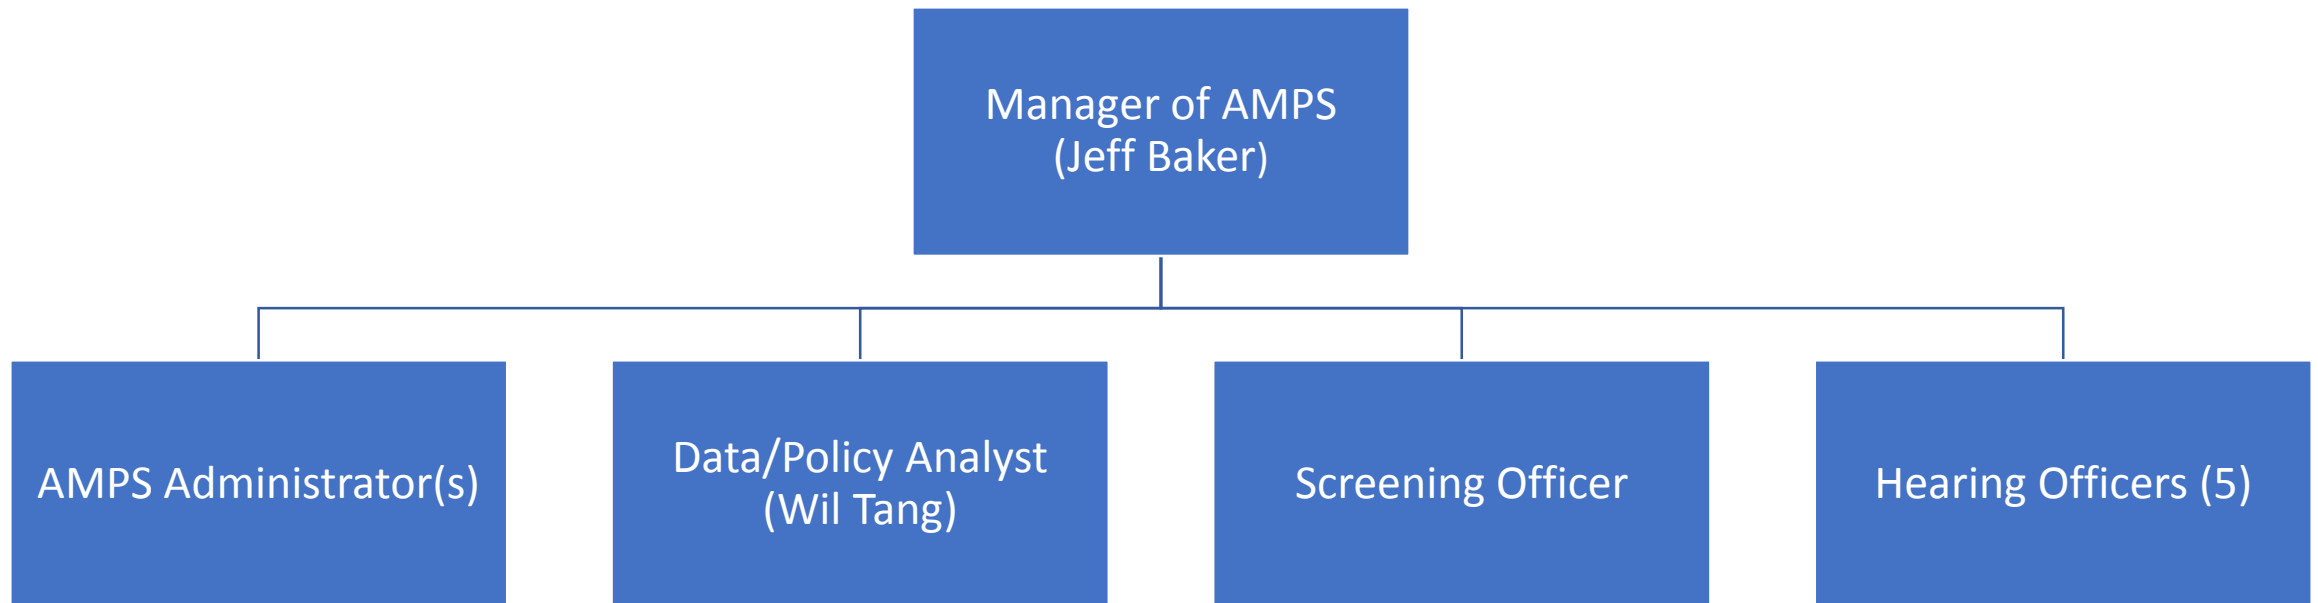 Manager of AMPS
(Jeff Baker)
AMPS Administrator(s)
Data/Policy Analyst
(Wil Tang)
Screening Officer
Hearing Officers (5)